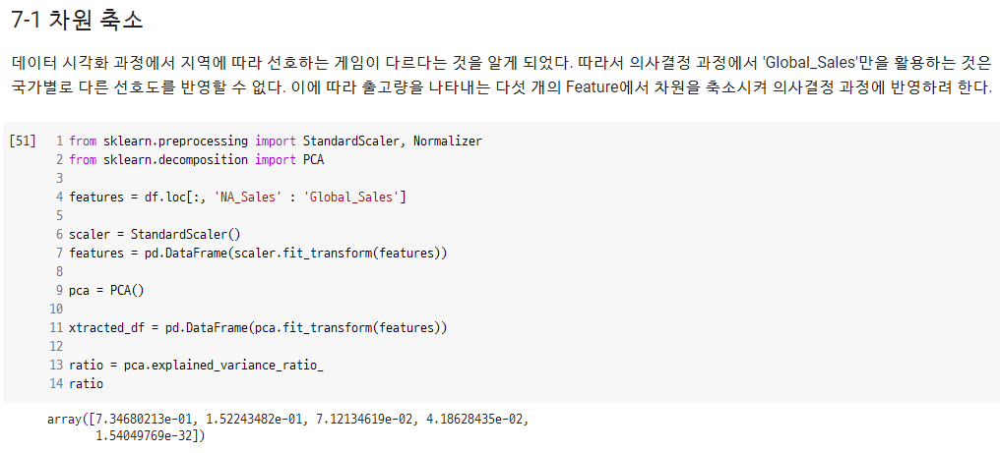 7-1 차원 축소
데이터 시각화 과정에서 지역에 따라 선호하는 게임이 다르다는 것을 알게 되었다. 따라서 의사결정 과정에서 'Global_Sales'만을 활용하는 것은
국가별로 다른 선호도를 반영할 수 없다. 이에 따라 출고량을 나타내는 다섯 개의 Feature에서 차원을 축소시켜 의사결정 과정에 반영하려 한다.
[51] 1 from sklearn.preprocessing import StandardScaler, Normalizer
2 from sklearn.decomposition import PCA
3
4 features = df.loc[:, 'NA_Sales' : 'Global_Sales']
5
6 scaler = StandardScaler()
7 features = pd.DataFrame(scaler.fit_transform(features))
8
9 pca = PCA()
10
11 xtracted_df = pd.DataFrame(pca.fit_transform(features))
12
13 ratio = pca.explained_variance_ratio_
14 ratio
array([7.34680213e-01, 1.52243482e-01, 7.12134619e-02, 4.18628435e-02,
1.54049769e-32])